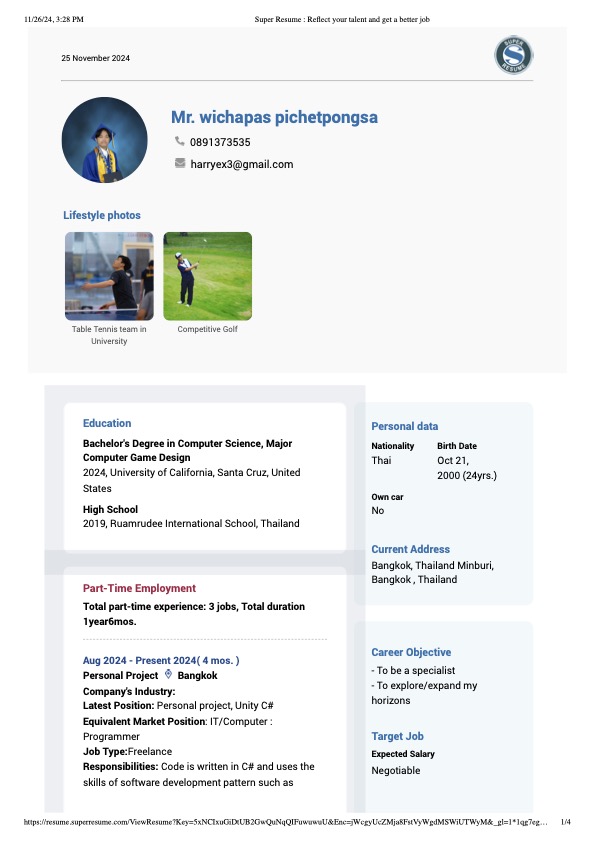 11/26/24, 3:28 PM
Super Resume : Reflect your talent and get a better job
25 November 2024
SUPER
S
RESUME
Mr. wichapas pichetpongsa
0891373535
harryex3@gmail.com
Lifestyle photos
Table Tennis team in
University
Competitive Golf
Education
Bachelor's Degree in Computer Science, Major
Computer Game Design
2024, University of California, Santa Cruz, United
States
High School
2019, Ruamrudee International School, Thailand
Part-Time Employment
Total part-time experience: 3 jobs, Total duration
1year6mos.
Aug 2024 - Present 2024( 4 mos. )
Personal Project Bangkok
Company's Industry:
Latest Position: Personal project, Unity C#
Equivalent Market Position: IT/Computer :
Programmer
Job Type:Freelance
Responsibilities: Code is written in C# and uses the
skills of software development pattern such as
Personal data
Nationality
Birth Date
Thai
Oct 21,
2000 (24yrs.)
Own car
No
Current Address
Bangkok, Thailand Minburi,
Bangkok , Thailand
Career Objective
- To be a specialist
- To explore/expand my
horizons
Target Job
Expected Salary
Negotiable
https://resume.superresume.com/ViewResume?Key=5xNCIxuGiDtUB2GwQuNqQIFuwuwuU&Enc=jWcgyUcZMja8FstVyWgdMSWiUTWyM&_gl=1*1qg7eg…
1/4